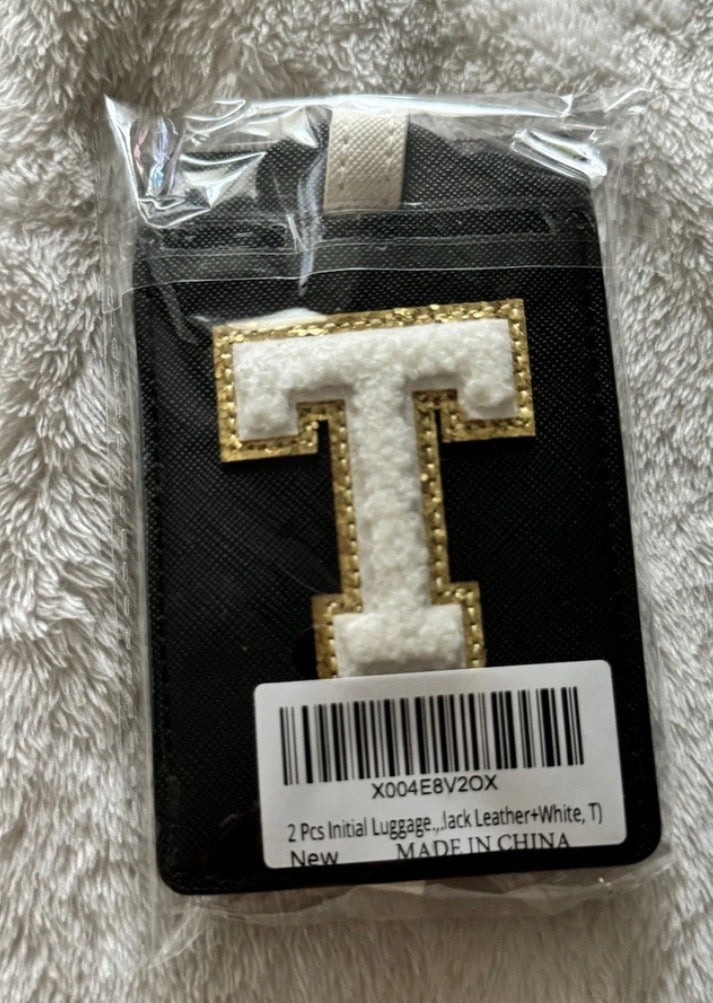 T
X004E8V2OX
2 Pcs Initial Luggage.,.lack Leather+White, T)
New MADE IN CHINA